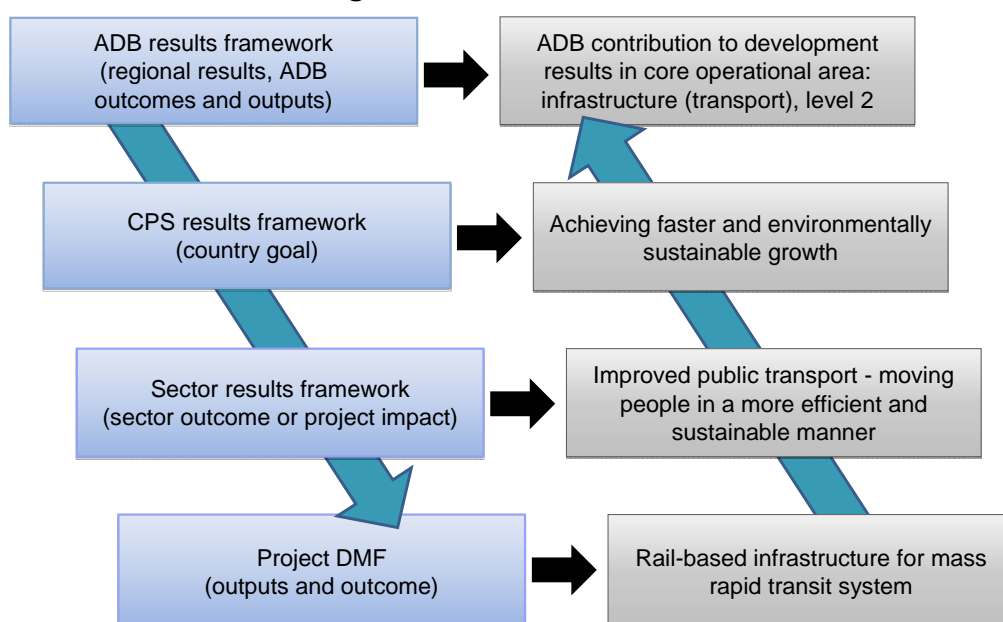 ADB results framework
(regional results, ADB
outcomes and outputs)
ADB contribution to development
results in core operational area:
infrastructure (transport), level 2
CPS results framework
(country goal)
Achieving faster and environmentally
sustainable growth
Sector results framework
(sector outcome or project impact)
Improved public transport - moving
people in a more efficient and
sustainable manner
Project DMF
(outputs and outcome)
Rail-based infrastructure for mass
rapid transit system